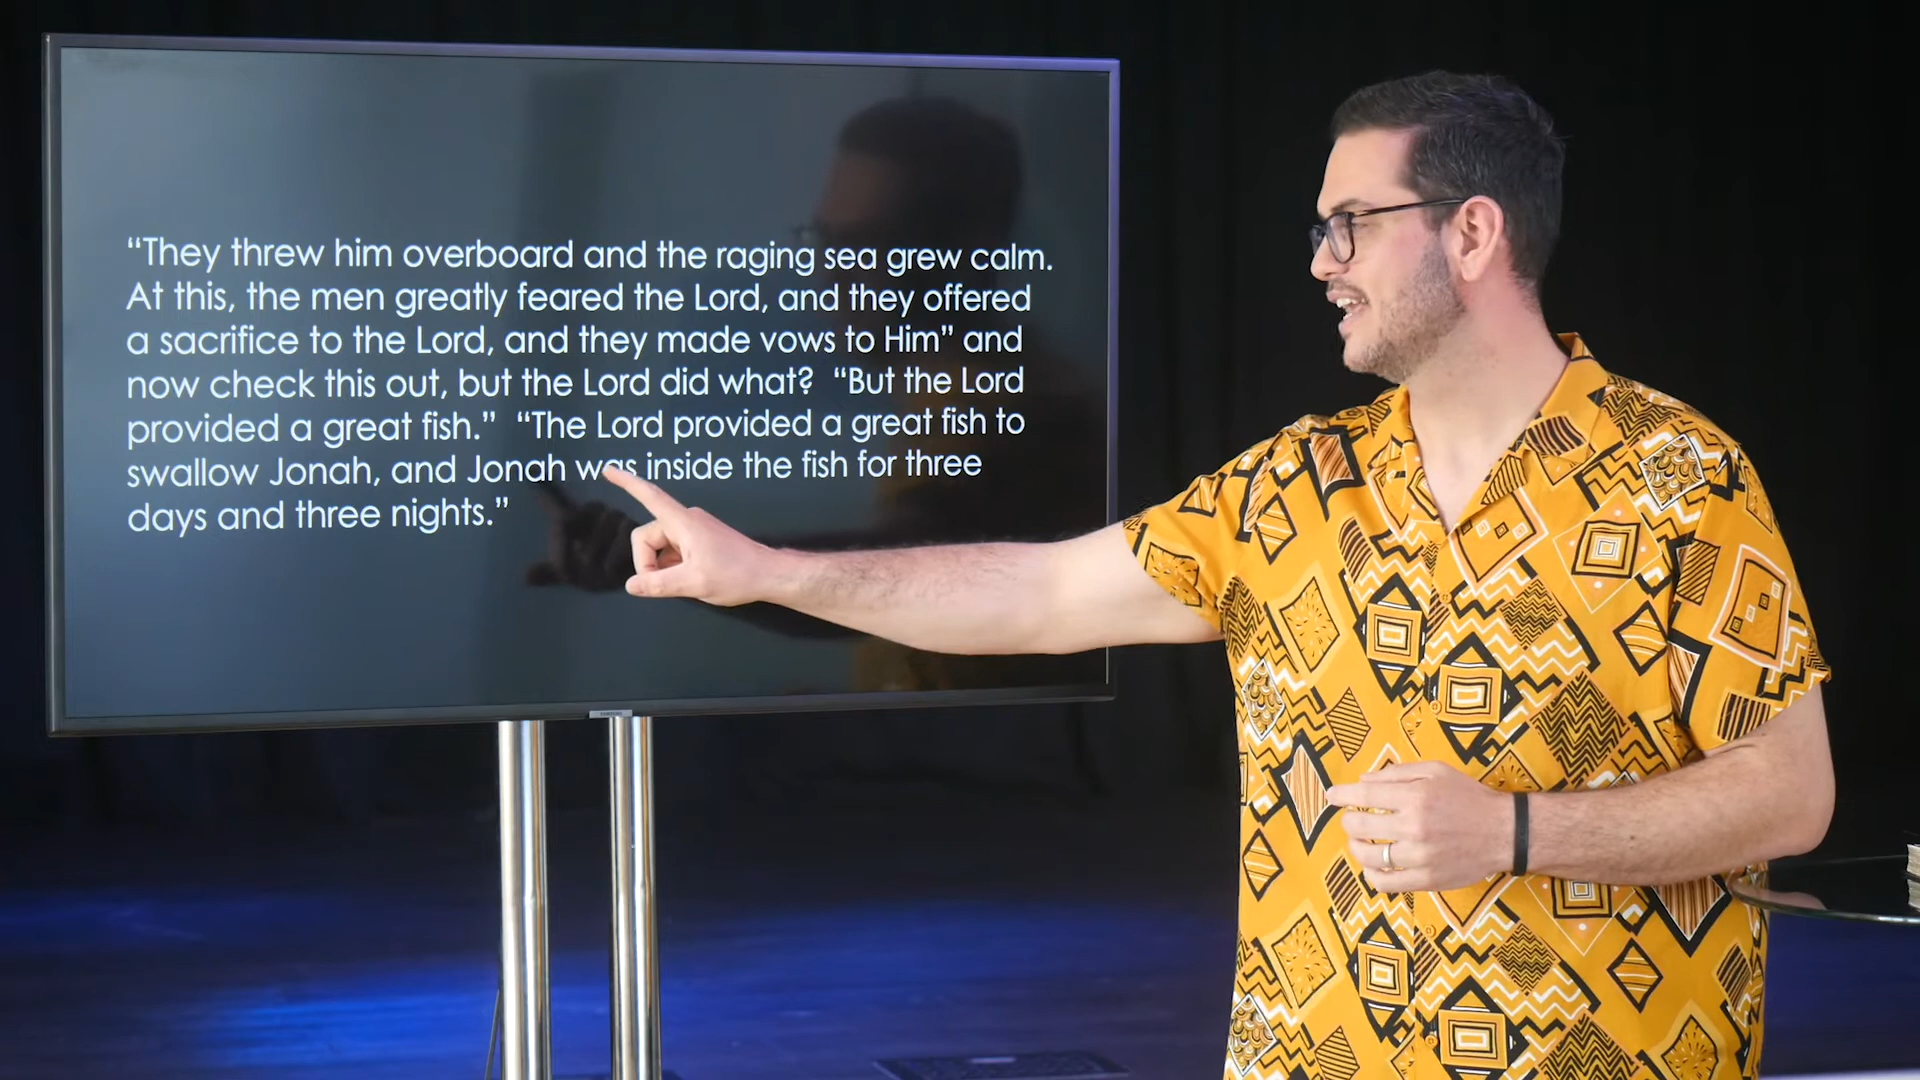 “They threw him overboard and the raging sea grew calm.
At this, the men greatly feared the Lord, and they offered
a sacrifice to the Lord, and they made vows to Him” and
now check this out, but the Lord did what?  “But the Lord
provided a great fish.”  “The Lord provided a great fish to
swallow Jonah, and Jonah was inside the fish for three
days and three nights.”